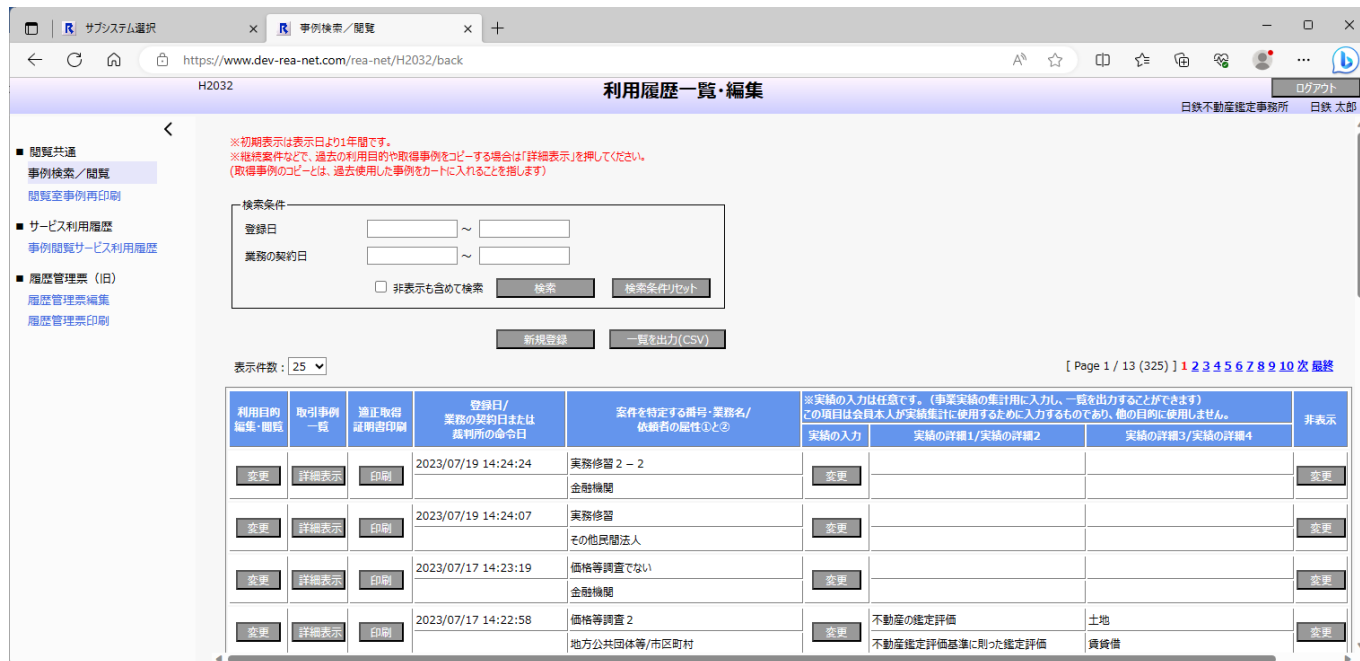 サブシステム選択
事例検索／閲覧
https://www.dev-rea-net.com/rea-net/H2032/back
H2032
利用履歴一覧・編集
ログアウト
日鉄不動産鑑定事務所 日鉄 太郎
■ 閲覧共通
事例検索／閲覧
閲覧室事例再印刷
■ サービス利用履歴
事例閲覧サービス利用履歴
■ 履歴管理票（旧）
履歴管理票編集
履歴管理票印刷
※初期表示は表示日より1年間です。
※継続案件などで、過去の利用目的や取得事例をコピーする場合は「詳細表示」を押してください。
(取得事例のコピーとは、過去使用した事例をカートに入れることを指します)
検索条件
登録日 ～
業務の契約日 ～
非表示も含めて検索 検索 検索条件リセット
新規登録 一覧を出力(CSV)
表示件数： 25
[ Page 1 / 13 (325) ] 1 2 3 4 5 6 7 8 9 10 次 最終
利用目的
編集・閲覧
取引事例
一覧
適正取得
証明書印刷
登録日/
業務の契約日または
裁判所の命令日
案件を特定する番号・業務名/
依頼者の属性①と②
※実績の入力は任意です。（事業実績の集計用に入力し、一覧を出力することができます）
この項目は会員本人が実績集計に使用するために入力するものであり、他の目的に使用しません。
実績の入力 実績の詳細1/実績の詳細2 実績の詳細3/実績の詳細4
非表示
変更 詳細表示 印刷 2023/07/19 14:24:24 実務修習２－２ 変更 変更
金融機関
変更 詳細表示 印刷 2023/07/19 14:24:07 実務修習 変更 変更
その他民間法人
変更 詳細表示 印刷 2023/07/17 14:23:19 価格等調査でない 変更 変更
金融機関
変更 詳細表示 印刷 2022/07/17 14:22:58 価格等調査２ 変更 不動産の鑑定評価 土地 変更
地方公共団体等/市区町村 不動産鑑定評価基準に則った鑑定評価 賃貸借